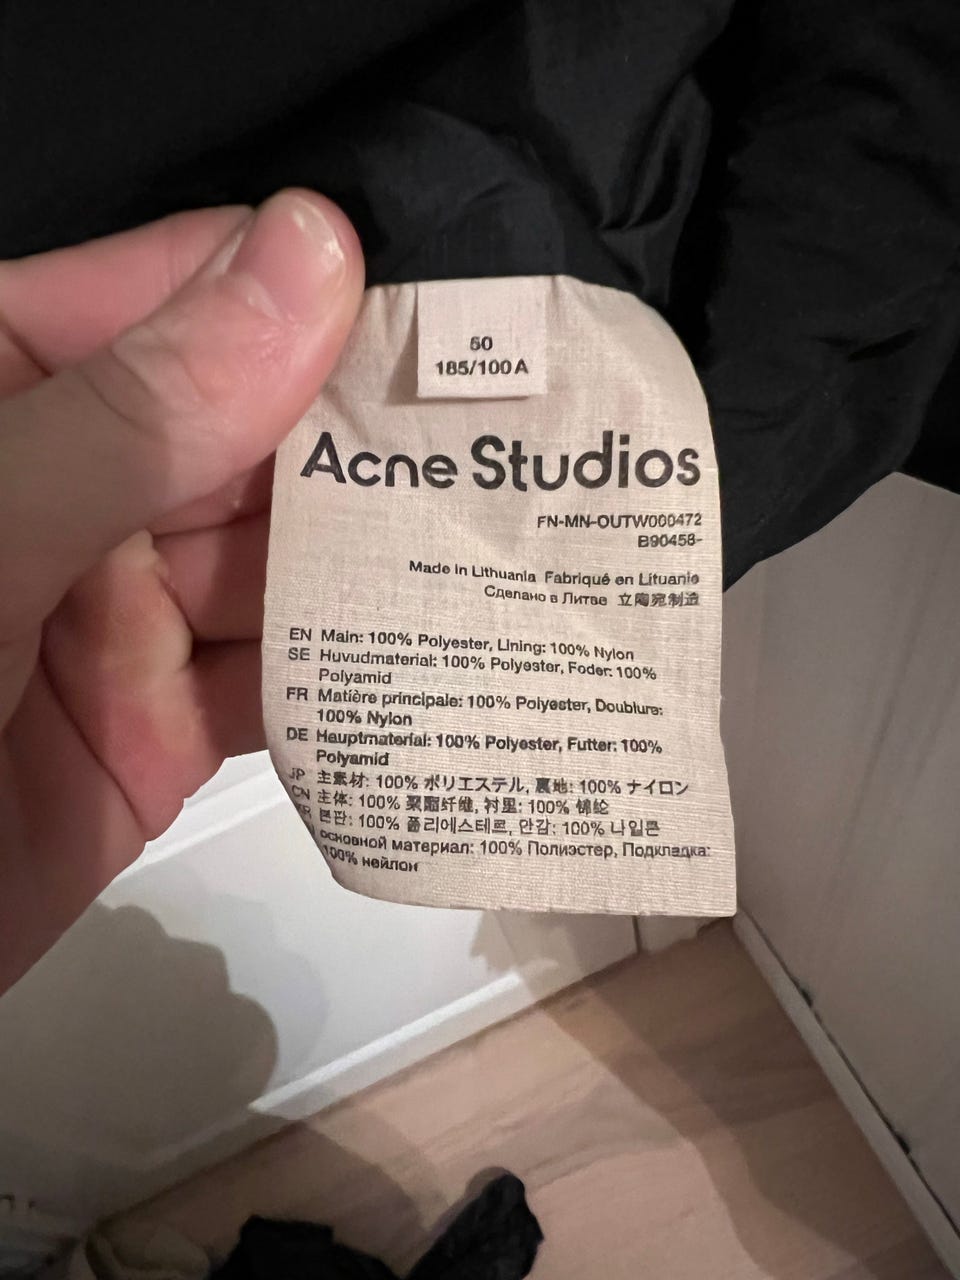 50
185/100A
Acne Studios
FN-MN-OUTW000472
B90458-
Made in Lithuania Fabriqué en Lituanie
Сделано в Литве 立陶宛制造
EN Main: 100% Polyester, Lining: 100% Nylon
SE Huvudmaterial: 100% Polyester, Foder: 100%
Polyamid
FR Matière principale: 100% Polyester, Doublure:
100% Nylon
DE Hauptmaterial: 100% Polyester, Futter: 100%
Polyamid
JP 主素材: 100% ポリエステル, 裏地: 100% ナイロン
CN 主体: 100% 聚酯纤维, 衬里: 100% 锦纶
KR 본판: 100% 폴리에스테르, 안감: 100% 나일론
основной материал: 100% Полиэстер, Подкладка:
100% нейлон